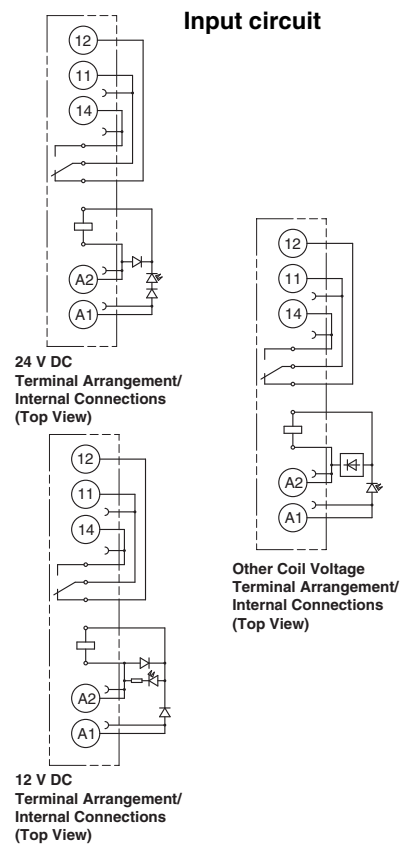 Input circuit
12
11
14
A2
A1
24 V DC
Terminal Arrangement/
Internal Connections
(Top View)
12
11
14
A2
A1
Other Coil Voltage
Terminal Arrangement/
Internal Connections
(Top View)
12
11
14
A2
A1
12 V DC
Terminal Arrangement/
Internal Connections
(Top View)